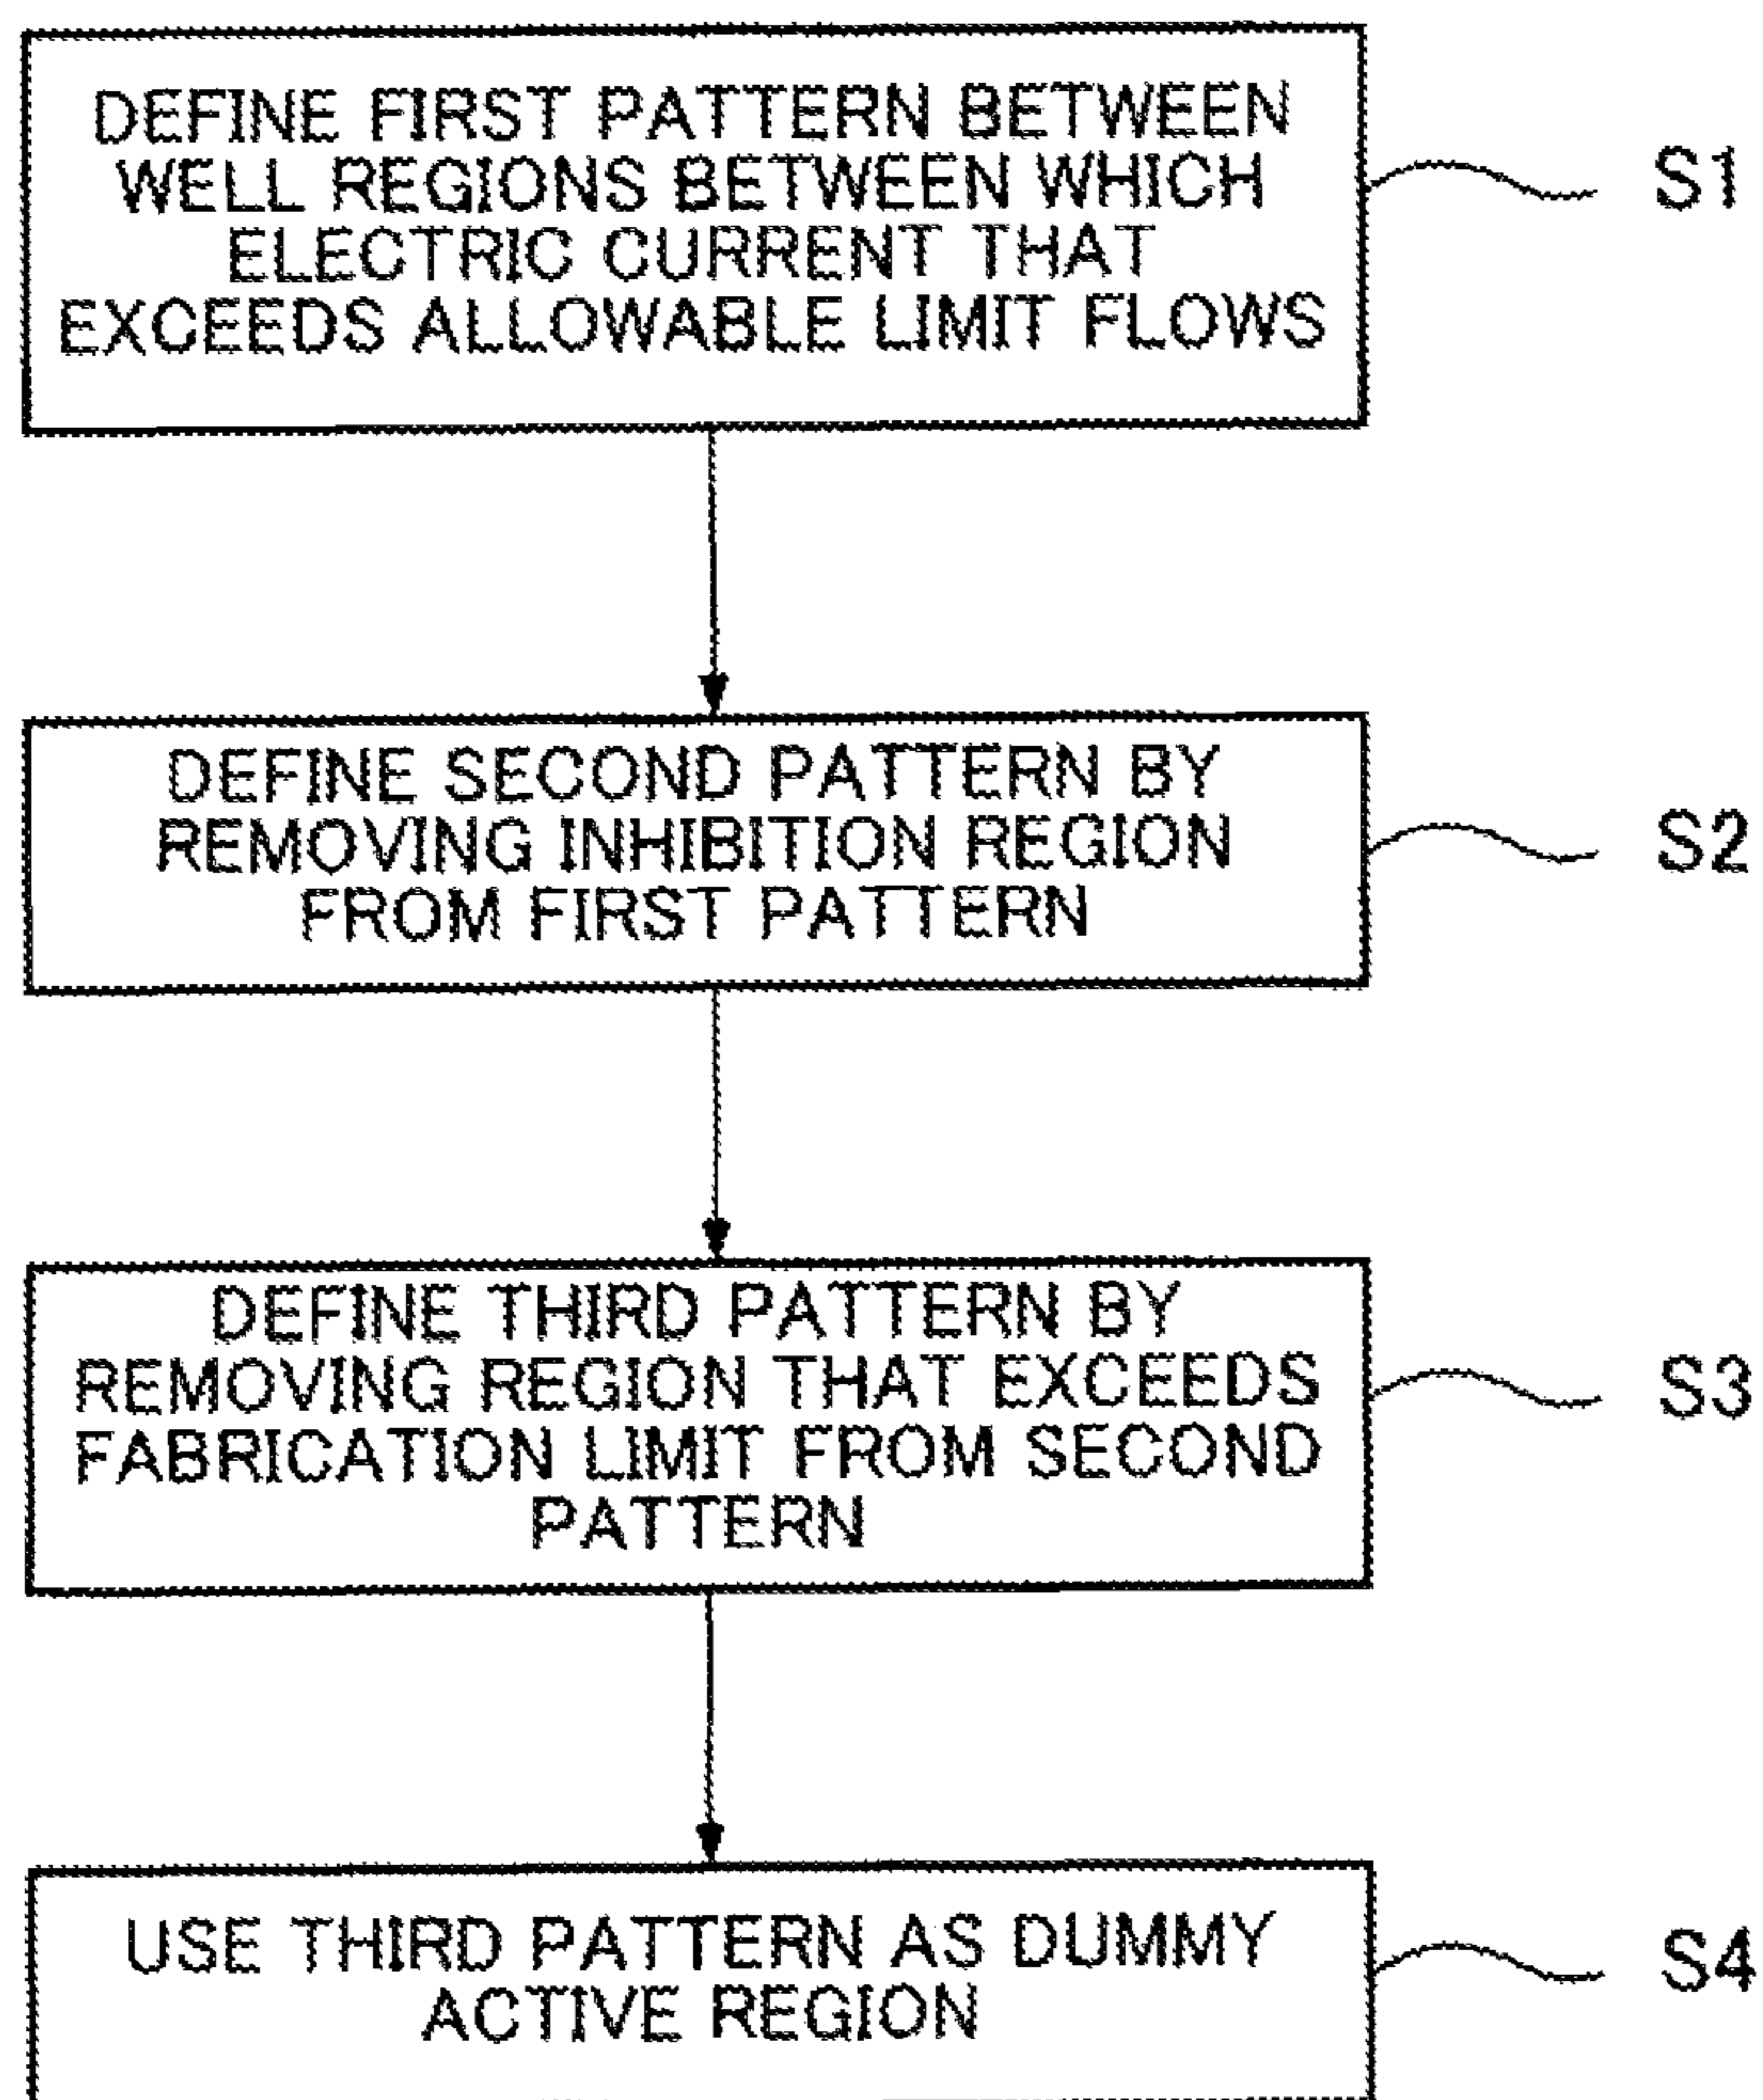 DEFINE FIRST PATTERN BETWEEN
WELL REGIONS BETWEEN WHICH
ELECTRIC CURRENT THAT
EXCEEDS ALLOWABLE LIMIT FLOWS
S1
DEFINE SECOND PATTERN BY
REMOVING INHIBITION REGION
FROM FIRST PATTERN
S2
DEFINE THIRD PATTERN BY
REMOVING REGION THAT EXCEEDS
FABRICATION LIMIT FROM SECOND
PATTERN
S3
USE THIRD PATTERN AS DUMMY
ACTIVE REGION
S4